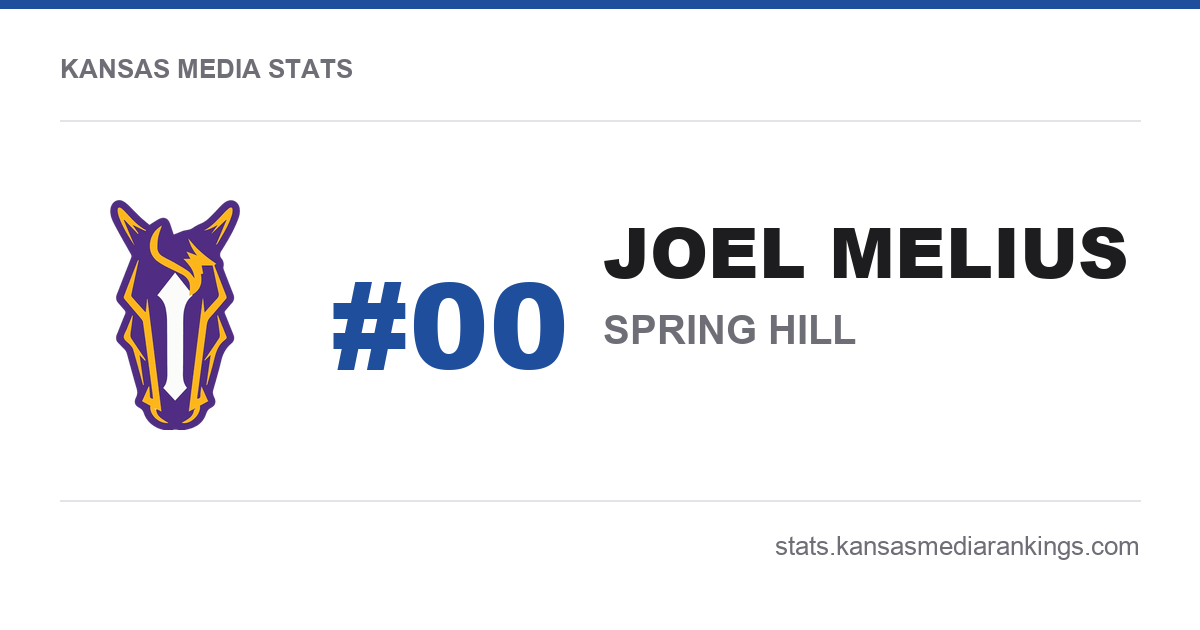 KANSAS MEDIA STATS
#00
JOEL MELIUS
SPRING HILL
stats.kansasmediarankings.com